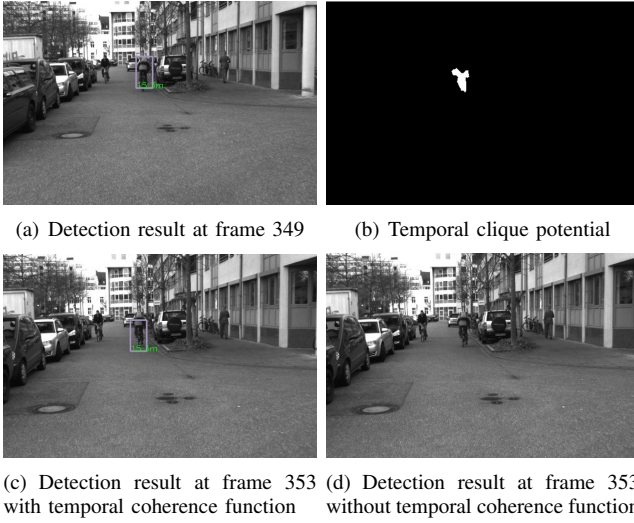 (a) Detection result at frame 349
(b) Temporal clique potential
(c) Detection result at frame 353
with temporal coherence function
(d) Detection result at frame 353
without temporal coherence function